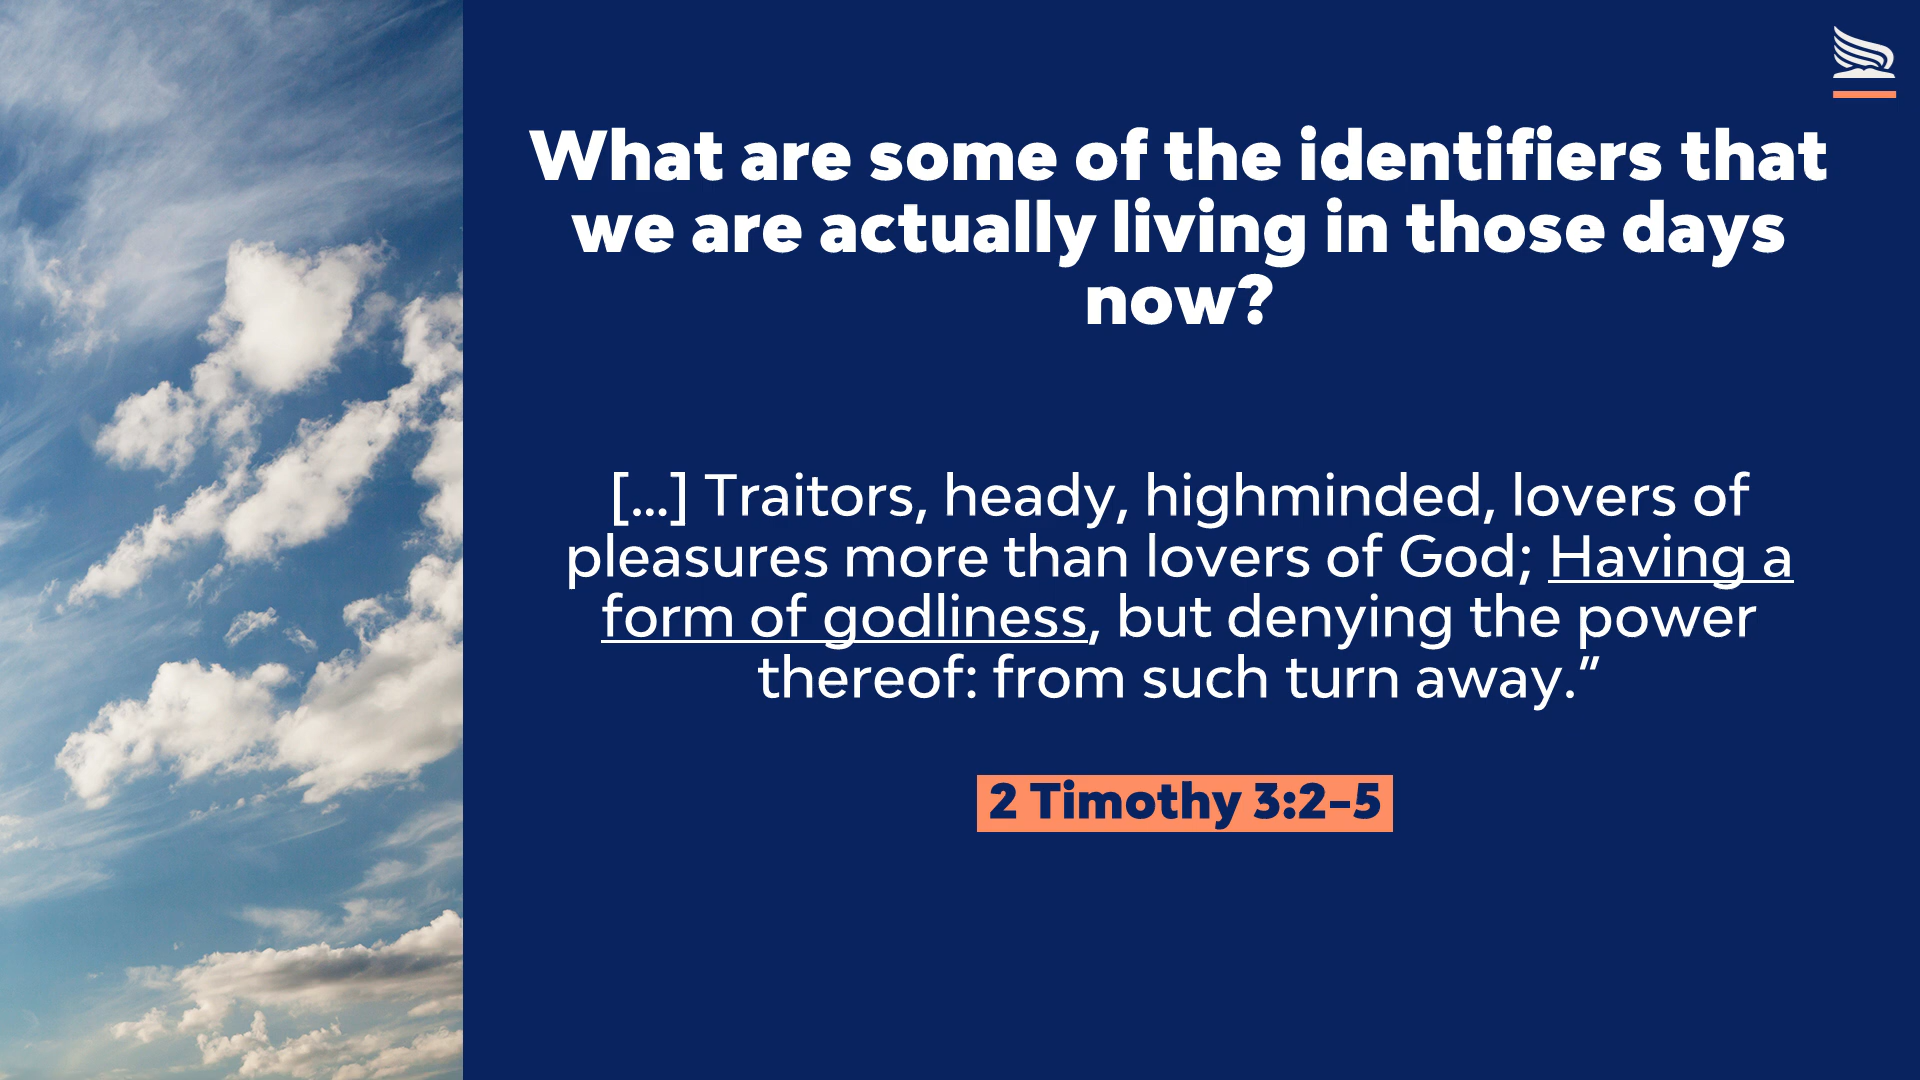 What are some of the identifiers that
we are actually living in those days
now?
[...] Traitors, heady, highminded, lovers of
pleasures more than lovers of God; Having a
form of godliness, but denying the power
thereof: from such turn away.”
2 Timothy 3:2-5